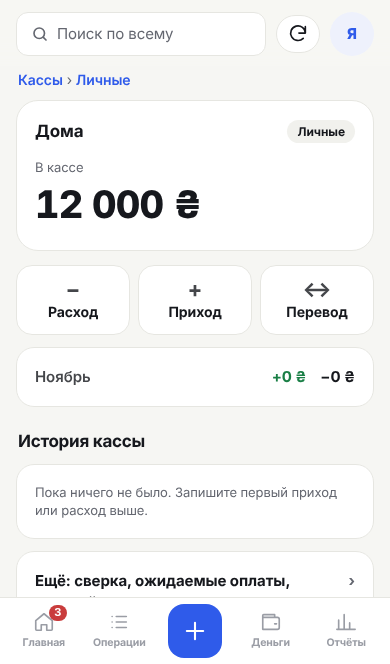 Поиск по всему
Я
Кассы › Личные
Дома
Личные
В кассе
12 000 ₴
− Расход
+ Приход
↔ Перевод
Ноябрь +0 ₴ −0 ₴
История кассы
Пока ничего не было. Запишите первый приход
или расход выше.
Ещё: сверка, ожидаемые оплаты, ›
3
Главная
Операции
+
Деньги
Отчёты